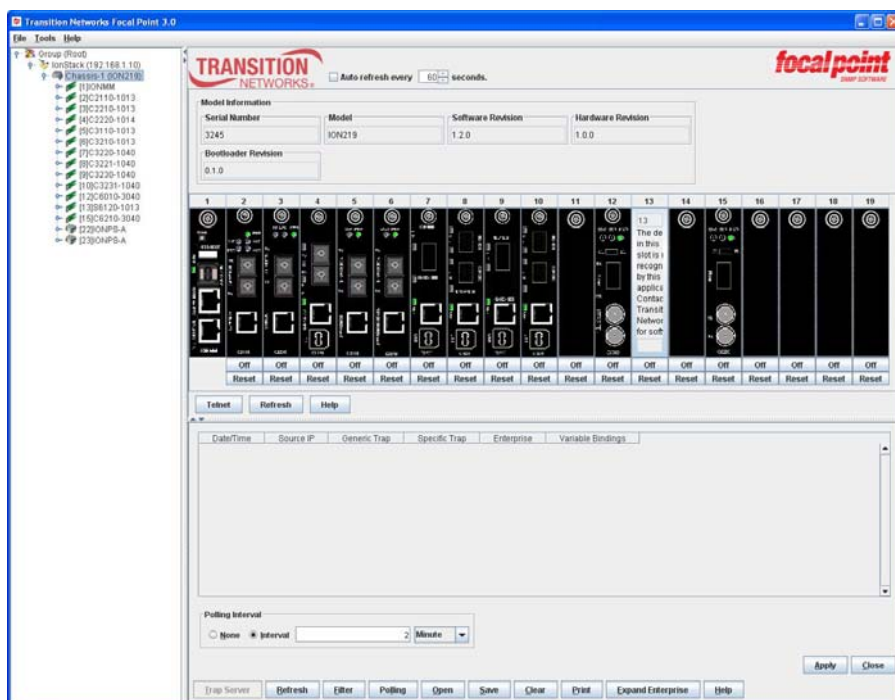 Transition Networks Focal Point 3.0
File Tools Help
Group (Root)
IonStack (192.168.1.10)
Chassis-1 (ION219)
[1]IONMM
[2]C2110-1013
[3]C2210-1013
[4]C2220-1014
[5]C3110-1013
[6]C3210-1013
[7]C3220-1040
[8]C3221-1040
[9]C3230-1040
[10]C3231-1040
[12]C6010-3040
[13]S6120-1013
[15]C6210-3040
[22]IONPS-A
[23]IONPS-A
TRANSITION
NETWORKS®
Auto refresh every 60 seconds.
focal point
Model Information
Serial Number Model Software Revision Hardware Revision
3245 ION219 1.2.0 1.0.0
Bootloader Revision
0.1.0
1 2 3 4 5 6 7 8 9 10 11 12 13 14 15 16 17 18 19
13
The de
in this
slot is
recogn
by this
applica
Contac
Transit
Networ
for soft
Off Off Off Off Off Off Off Off Off Off Off Off Off Off Off Off Off Off
Reset Reset Reset Reset Reset Reset Reset Reset Reset Reset Reset Reset Reset Reset Reset Reset Reset Reset
Telnet Refresh Help
Date/Time Source IP Generic Trap Specific Trap Enterprise Variable Bindings
Polling Interval
None Interval 2 Minute
Apply Close
Trap Server Refresh Filter Polling Open Save Clear Print Expand Enterprise Help